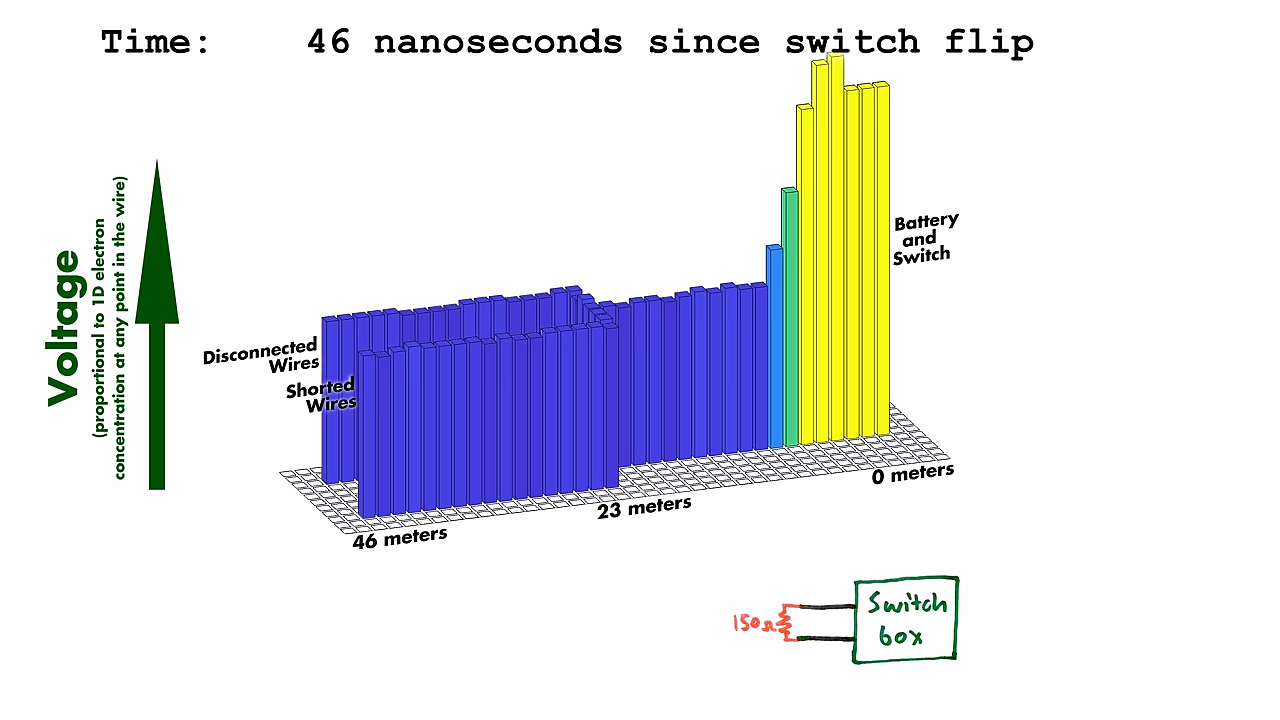 Time: 46 nanoseconds since switch flip
Voltage
(proportional to 1D electron
concentration at any point in the wire)
Battery
and
Switch
Disconnected
Wires
Shorted
Wires
0 meters
23 meters
46 meters
150Ω
Switch
box